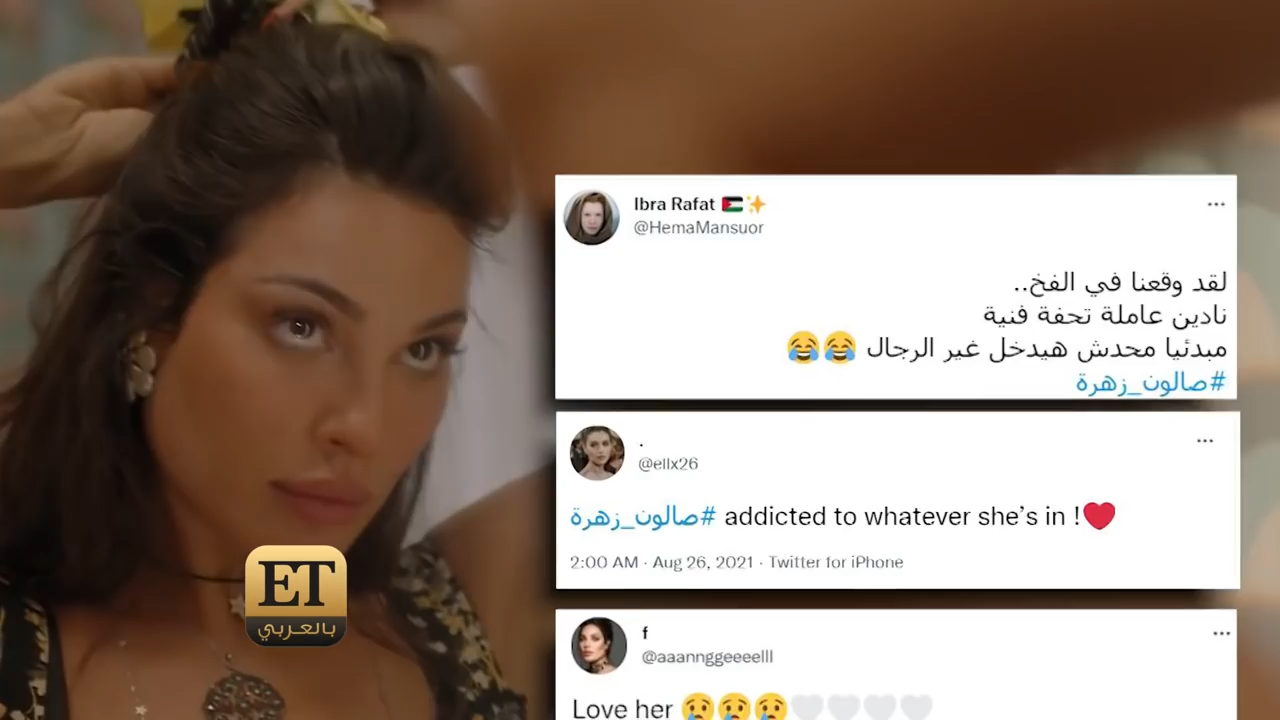 Ibra Rafat 🇵🇸✨
@HemaMansuor
لقد وقعنا في الفخ..
نادين عاملة تحفة فنية
مبدئيا محدش هيدخل غير الرجال 😂😂
#صالون_زهرة
.
@ellx26
#صالون_زهرة addicted to whatever she's in !❤️
2:00 AM · Aug 26, 2021 · Twitter for iPhone
f
@aaannggeeeelll
Love her 😢😢😢🤍🤍🤍🤍
ET
بالعربي